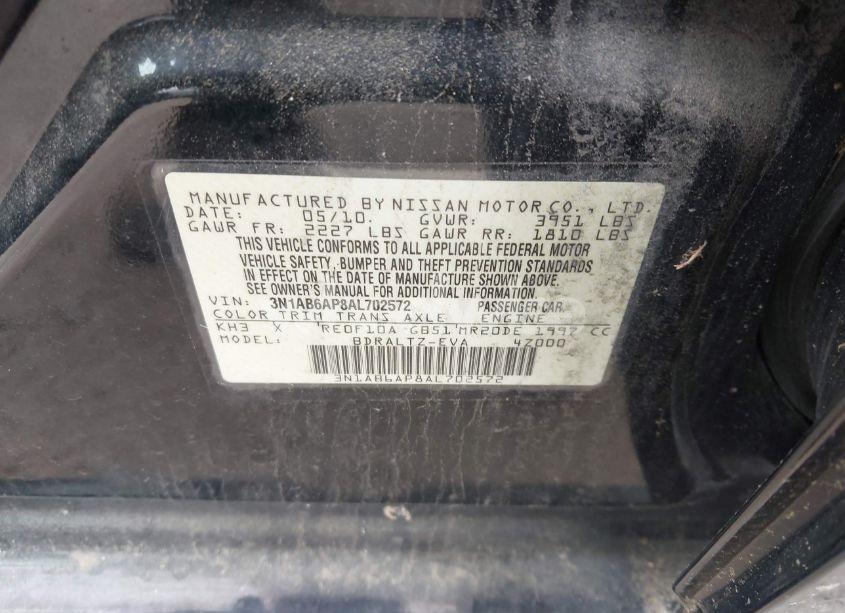 MANUFACTURED BY NISSAN MOTOR CO., LTD.
DATE: 05/10. GVWR: 3951 LBS
GAWR FR: 2227 LBS GAWR RR: 1810 LBS
THIS VEHICLE CONFORMS TO ALL APPLICABLE FEDERAL MOTOR
VEHICLE SAFETY, BUMPER AND THEFT PREVENTION STANDARDS
IN EFFECT ON THE DATE OF MANUFACTURE SHOWN ABOVE.
SEE OWNER'S MANUAL FOR ADDITIONAL INFORMATION.
VIN: 3N1AB6AP8AL702572 PASSENGER CAR
COLOR TRIM TRANS AXLE ENGINE
KH3 X RE0F10A GB51 MR20DE 1997 CC
MODEL: BDRALTZ-EVA 4Z000
3N1AB6AP8AL702572